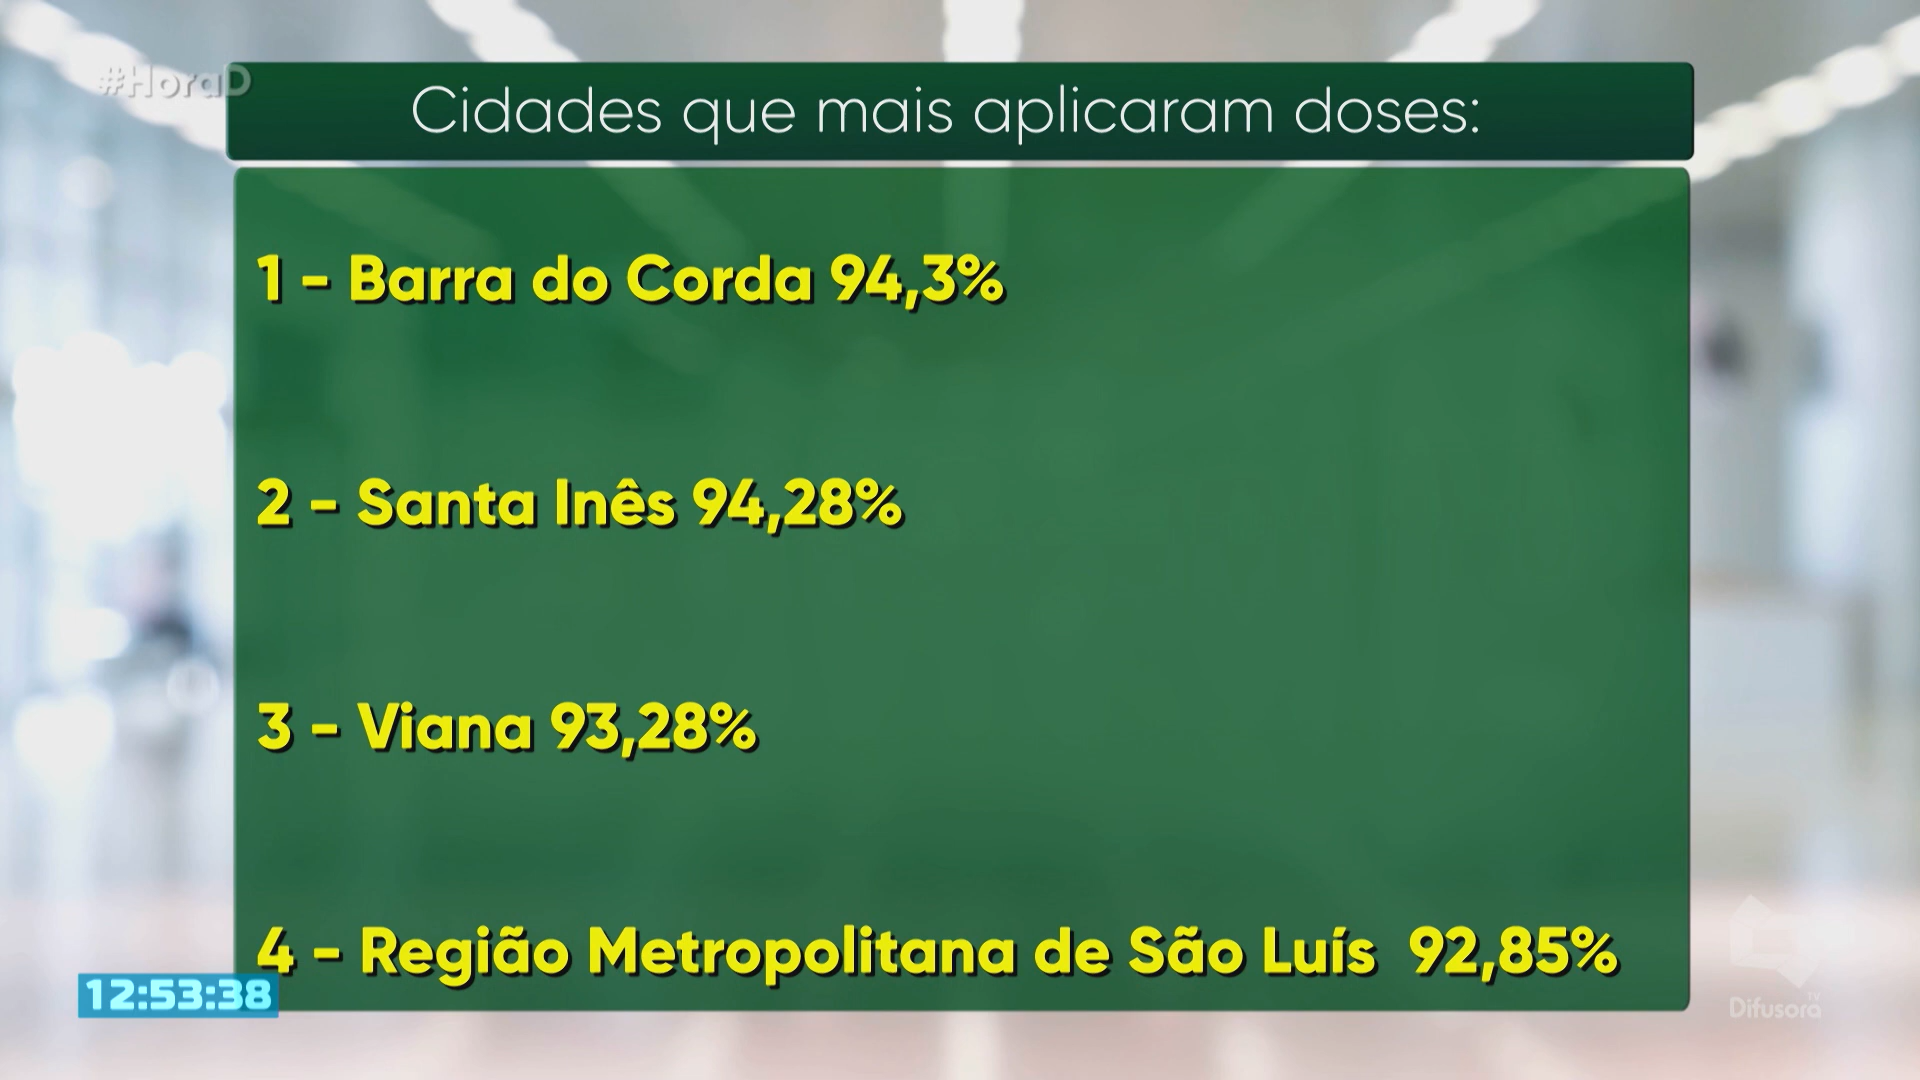 #HoraD
Cidades que mais aplicaram doses:
1 - Barra do Corda 94,3%
2 - Santa Inês 94,28%
3 - Viana 93,28%
4 - Região Metropolitana de São Luís 92,85%
12:53:38
TV
Difusora